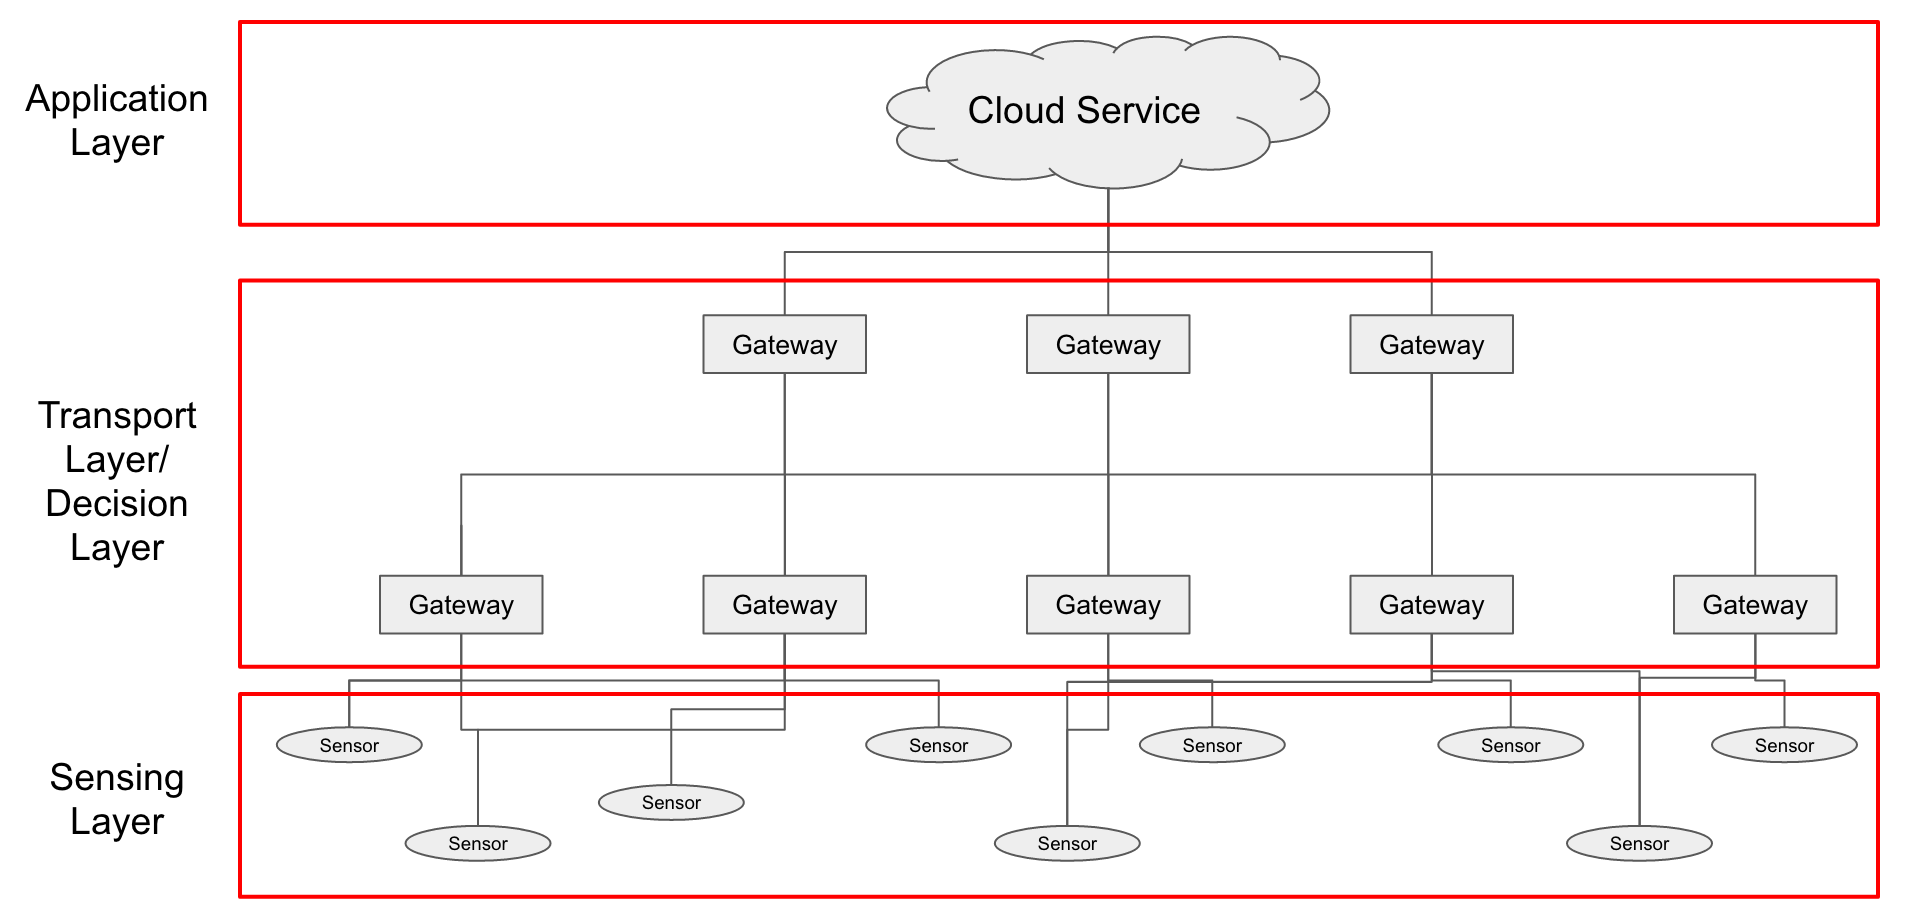 Application
Layer
Cloud Service
Transport
Layer/
Decision
Layer
Gateway
Gateway
Gateway
Gateway
Gateway
Gateway
Gateway
Gateway
Sensing
Layer
Sensor
Sensor
Sensor
Sensor
Sensor
Sensor
Sensor
Sensor
Sensor